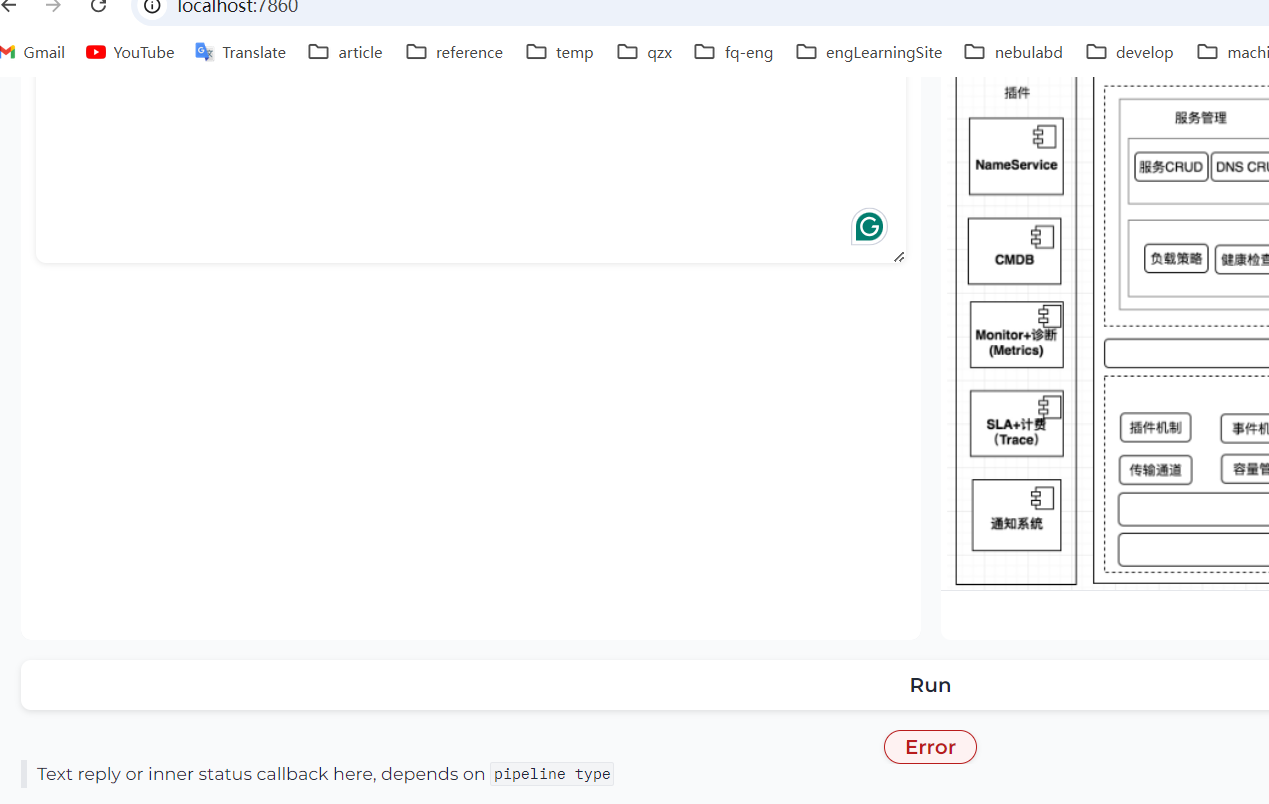 localhost:7860
Gmail
YouTube
Translate
article
reference
temp
qzx
fq-eng
engLearningSite
nebulabd
develop
machi
插件
NameService
CMDB
Monitor+诊断
(Metrics)
SLA+计费
(Trace)
通知系统
服务管理
服务CRUD
DNS CRU
负载策略
健康检查
插件机制
事件机
传输通道
容量管
Run
Error
Text reply or inner status callback here, depends on pipeline type